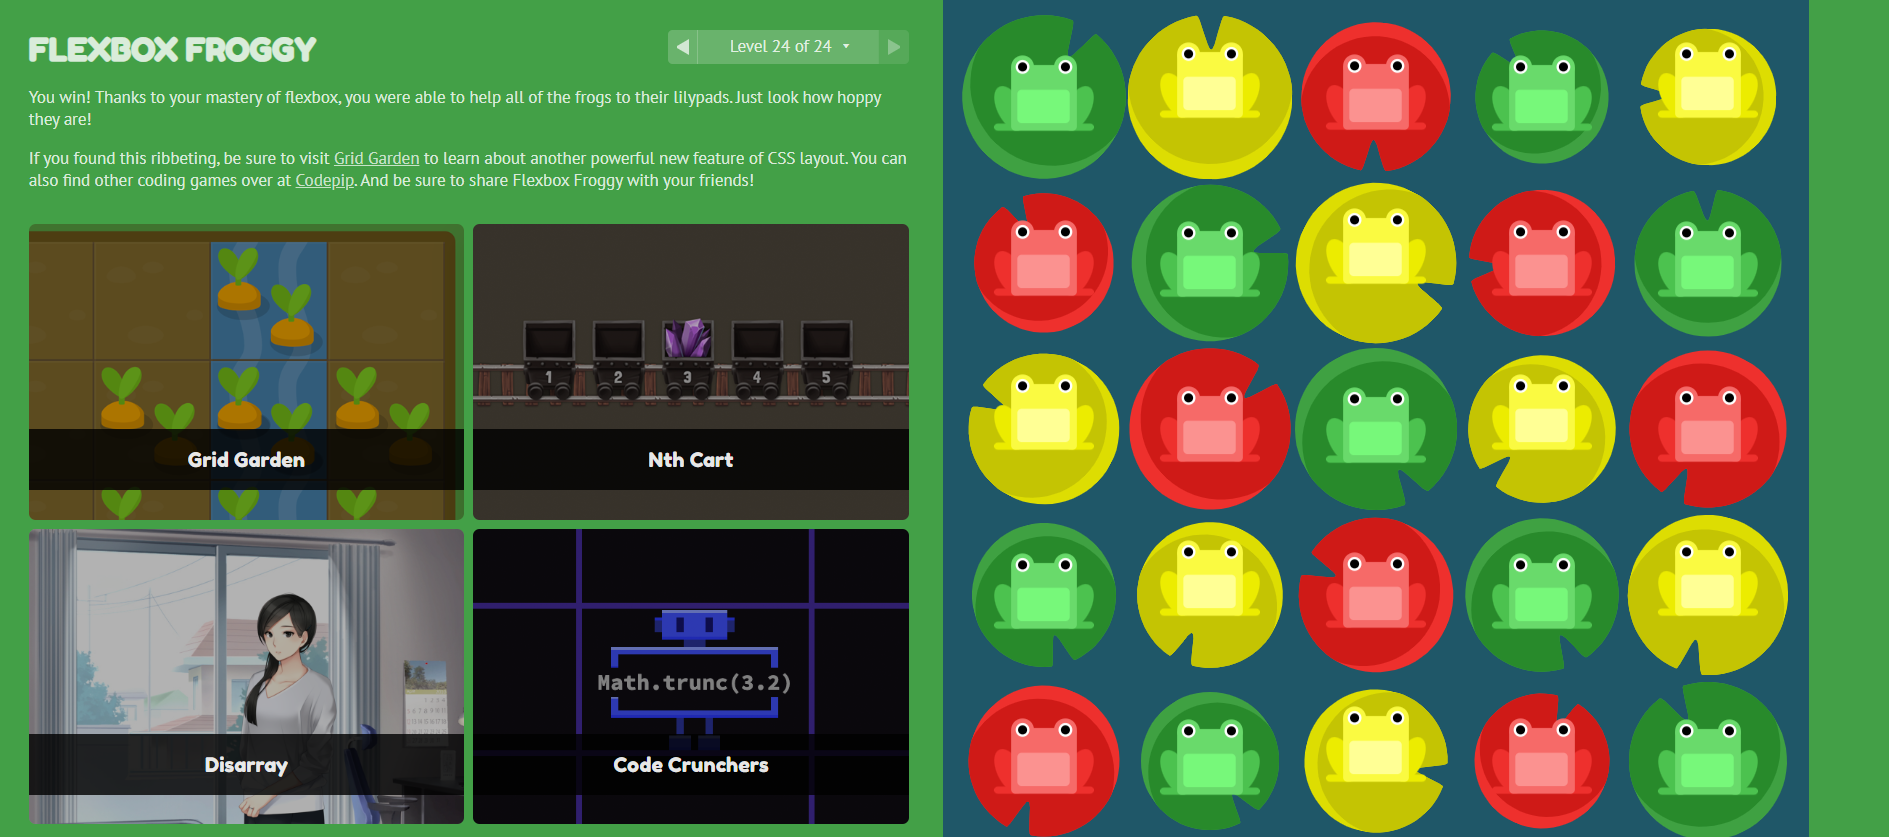 FLEXBOX FROGGY
Level 24 of 24
You win! Thanks to your mastery of flexbox, you were able to help all of the frogs to their lilypads. Just look how hoppy
they are!
If you found this ribbeting, be sure to visit Grid Garden to learn about another powerful new feature of CSS layout. You can
also find other coding games over at Codepip. And be sure to share Flexbox Froggy with your friends!
Grid Garden
1 2 3 4 5
Nth Cart
Disarray
Math.trunc(3.2)
Code Crunchers